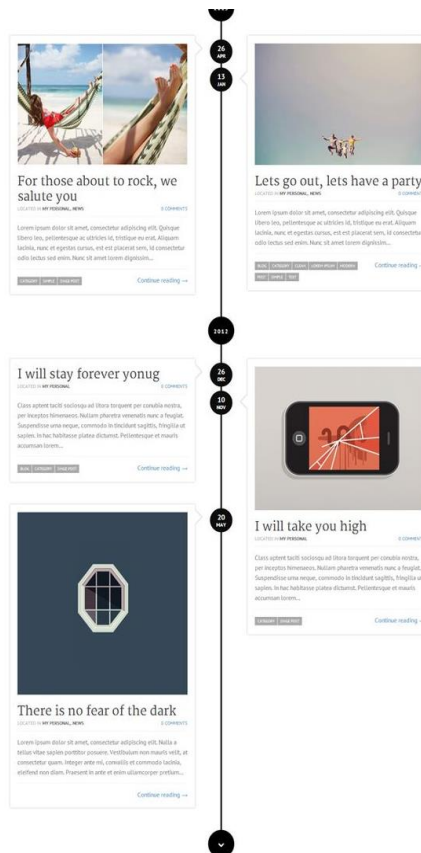 26
APR
13
JAN
For those about to rock, we
salute you
LOCATED IN MY PERSONAL, NEWS
0 COMMENTS
Lorem ipsum dolor sit amet, consectetur adipiscing elit. Quisque
libero leo, pellentesque ac ultricies id, tristique eu erat. Aliquam
lacinia, nunc et egestas cursus, est est placerat sem, id consectetur
odio lectus sed enim. Nunc sit amet lorem dignissim...
Continue reading →
Lets go out, lets have a party
LOCATED IN MY PERSONAL, NEWS
0 COMMENT
Lorem ipsum dolor sit amet, consectetur adipiscing elit. Quisque
libero leo, pellentesque ac ultricies id, tristique eu erat. Aliquam
lacinia, nunc et egestas cursus, est est placerat sem, id consectetur
odio lectus sed enim. Nunc sit amet lorem dignissim...
Continue reading →
2012
26
DEC
10
NOV
I will stay forever yonug
LOCATED IN MY PERSONAL
0 COMMENTS
Class aptent taciti sociosqu ad litora torquent per conubia nostra,
per inceptos himenaeos. Nullam pharetra venenatis nunc a feugiat.
Suspendisse urna neque, commodo in tincidunt sagittis, fringilla ut
sapien. In hac habitasse platea dictumst. Pellentesque et mauris
accumsan lorem...
BLOG CATEGORY IMAGE POST
Continue reading →
I will take you high
LOCATED IN MY PERSONAL
0 COMMENT
Class aptent taciti sociosqu ad litora torquent per conubia nostra,
per inceptos himenaeos. Nullam pharetra venenatis nunc a feugiat.
Suspendisse urna neque, commodo in tincidunt sagittis, fringilla ut
sapien. In hac habitasse platea dictumst. Pellentesque et mauris
accumsan lorem...
CATEGORY IMAGE POST
Continue reading →
20
MAY
There is no fear of the dark
LOCATED IN MY PERSONAL, NEWS
0 COMMENTS
Lorem ipsum dolor sit amet, consectetur adipiscing elit. Nulla a
tellus vitae sapien porttitor posuere. Vestibulum non mauris velit, at
consectetur quam. Integer ante mi, convallis et commodo lacinia,
eleifend non diam. Praesent in ante et enim ullamcorper pretium...
Continue reading →